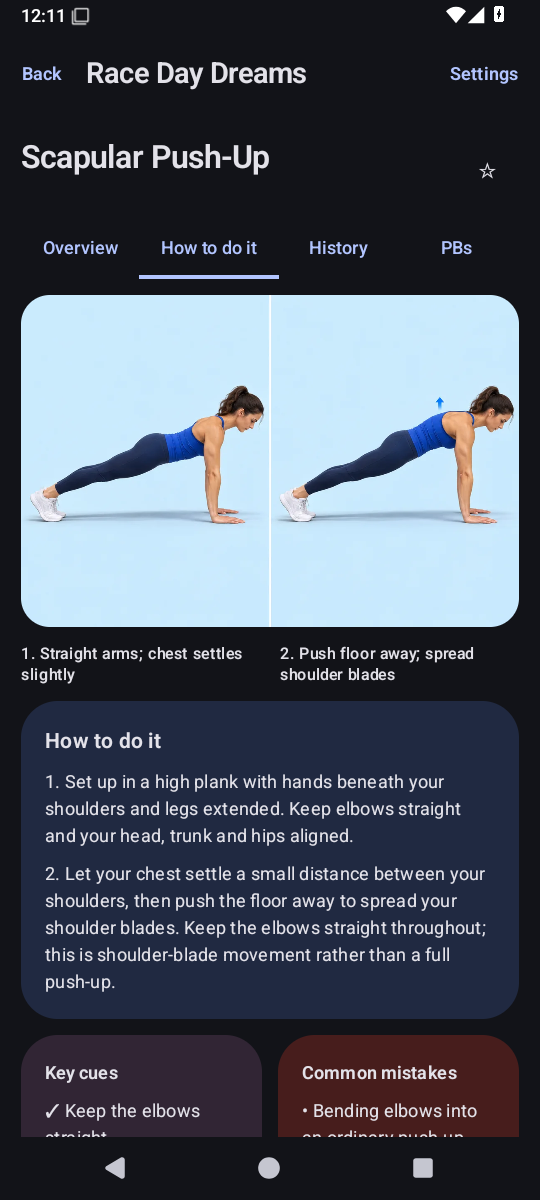 12:11
Back Race Day Dreams Settings
Scapular Push-Up
Overview How to do it History PBs
1. Straight arms; chest settles
slightly
2. Push floor away; spread
shoulder blades
How to do it
1. Set up in a high plank with hands beneath your
shoulders and legs extended. Keep elbows straight
and your head, trunk and hips aligned.
2. Let your chest settle a small distance between your
shoulders, then push the floor away to spread your
shoulder blades. Keep the elbows straight throughout;
this is shoulder-blade movement rather than a full
push-up.
Key cues
✓ Keep the elbows
straight
Common mistakes
• Bending elbows into
an ordinary push-up